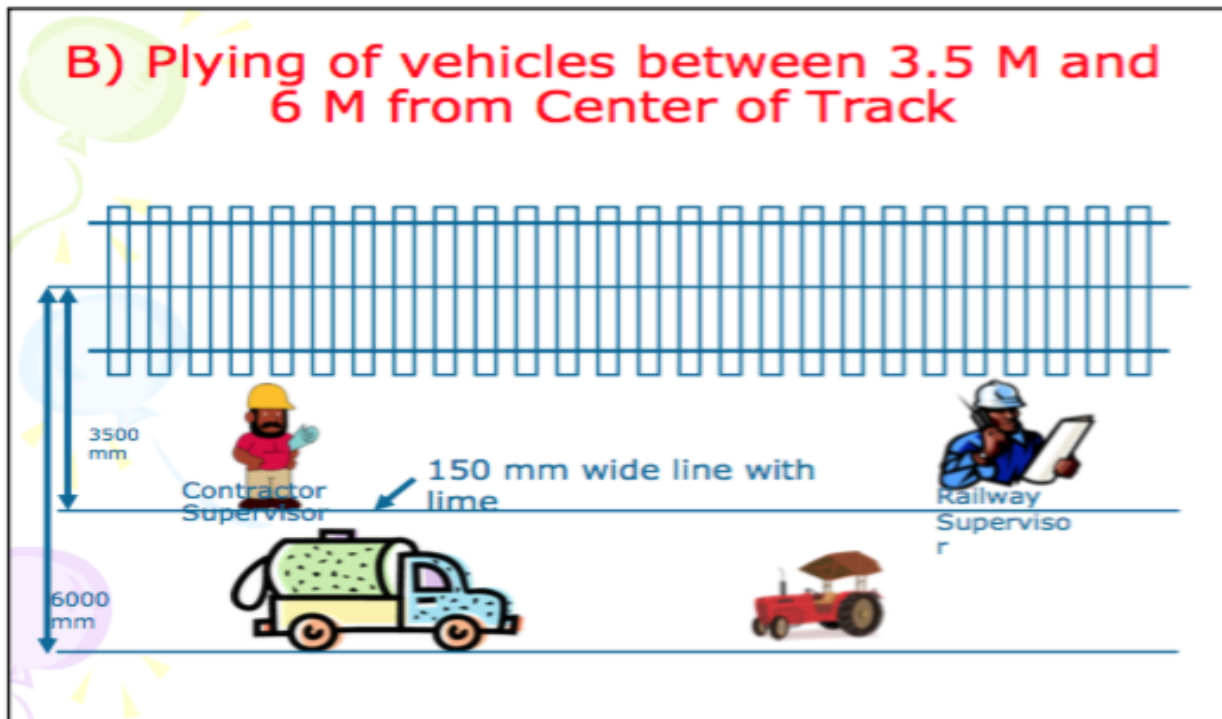 B) Plying of vehicles between 3.5 M and
6 M from Center of Track
3500
mm
150 mm wide line with
lime
Contractor
Supervisor
Railway
Superviso
r
6000
mm